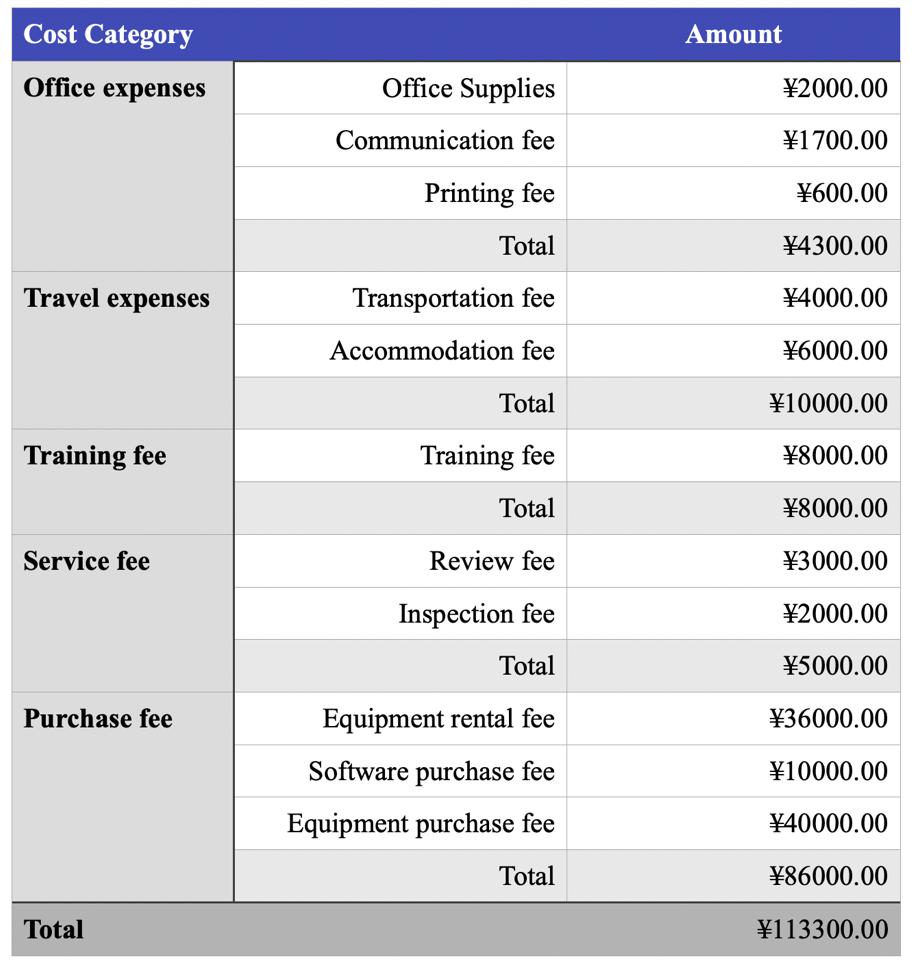 Cost Category Amount
Office expenses Office Supplies ¥2000.00
Communication fee ¥1700.00
Printing fee ¥600.00
Total ¥4300.00
Travel expenses Transportation fee ¥4000.00
Accommodation fee ¥6000.00
Total ¥10000.00
Training fee Training fee ¥8000.00
Total ¥8000.00
Service fee Review fee ¥3000.00
Inspection fee ¥2000.00
Total ¥5000.00
Purchase fee Equipment rental fee ¥36000.00
Software purchase fee ¥10000.00
Equipment purchase fee ¥40000.00
Total ¥86000.00
Total ¥113300.00